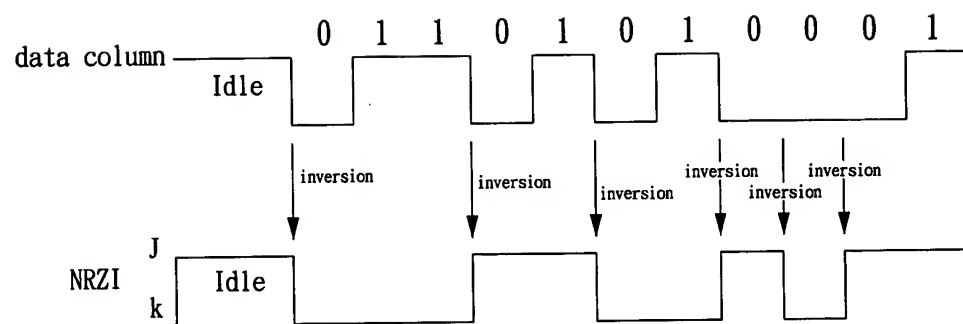 0 1 1 0 1 0 1 0 0 0 1
data column
Idle
inversion
inversion
inversion
inversion
inversion
inversion
J
NRZI
Idle
k